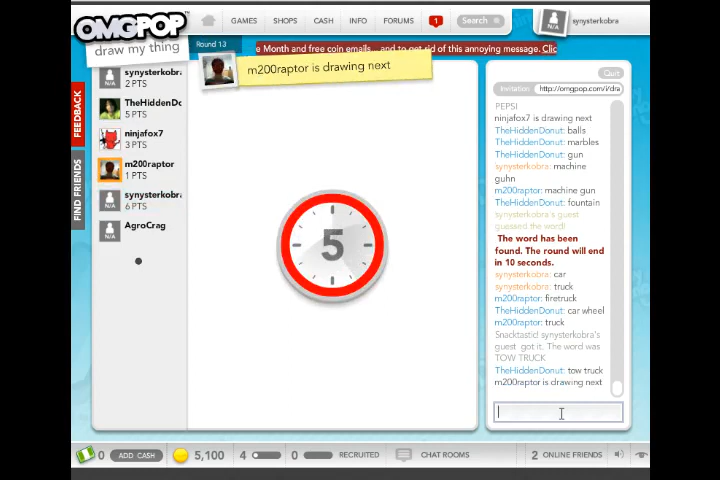 OMGPOP
draw my thing
GAMES
SHOPS
CASH
INFO
FORUMS
1
Search
N/A
synysterkobra
Round 13
e Month and free coin emails... and to get rid of this annoying message. Clic
m200raptor is drawing next
FEEDBACK
FIND FRIENDS
N/A
synysterkobr
2 PTS
TheHiddenDo
5 PTS
ninjafox7
3 PTS
m200raptor
1 PTS
N/A
synysterkobra
6 PTS
N/A
AgroCrag
5
Quit
Invitation
http://omgpop.com/i/dra
PEPSI
ninjafox7 is drawing next
TheHiddenDonut: balls
TheHiddenDonut: marbles
TheHiddenDonut: gun
synysterkobra: machine
guhn
m200raptor: machine gun
TheHiddenDonut: fountain
synysterkobra's guest
guessed the word!
The word has been
found. The round will end
in 10 seconds.
synysterkobra: car
synysterkobra: truck
m200raptor: firetruck
TheHiddenDonut: car wheel
m200raptor: truck
Snacktastic! synysterkobra's
guest got it. The word was
TOW TRUCK
TheHiddenDonut: tow truck
m200raptor is drawing next
0
ADD CASH
5,100
4
0
RECRUITED
CHAT ROOMS
2 ONLINE FRIENDS